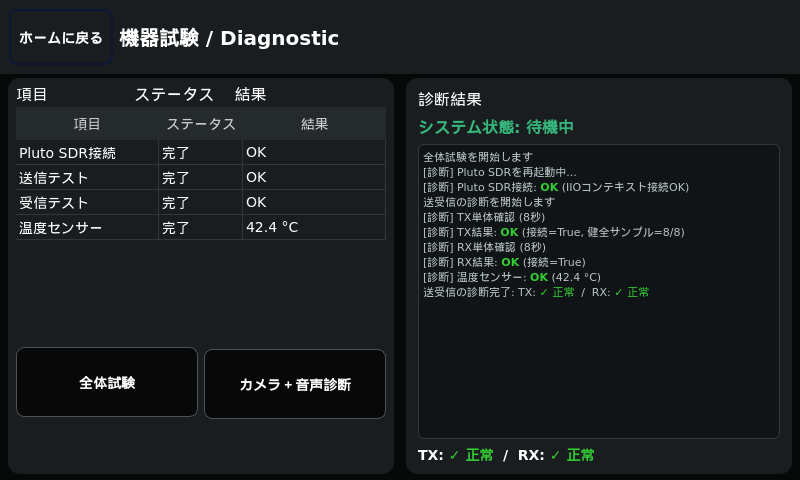 ホームに戻る 機器試験 / Diagnostic
項目 ステータス 結果
項目 ステータス 結果
Pluto SDR接続 完了 OK
送信テスト 完了 OK
受信テスト 完了 OK
温度センサー 完了 42.4 °C
全体試験
カメラ + 音声診断
診断結果
システム状態: 待機中
全体試験を開始します
[診断] Pluto SDRを再起動中...
[診断] Pluto SDR接続: OK (IIOコンテキスト接続OK)
送受信の診断を開始します
[診断] TX単体確認 (8秒)
[診断] TX結果: OK (接続=True, 健全サンプル=8/8)
[診断] RX単体確認 (8秒)
[診断] RX結果: OK (接続=True)
[診断] 温度センサー: OK (42.4 °C)
送受信の診断完了: TX: ✓ 正常 / RX: ✓ 正常
TX: ✓ 正常 / RX: ✓ 正常